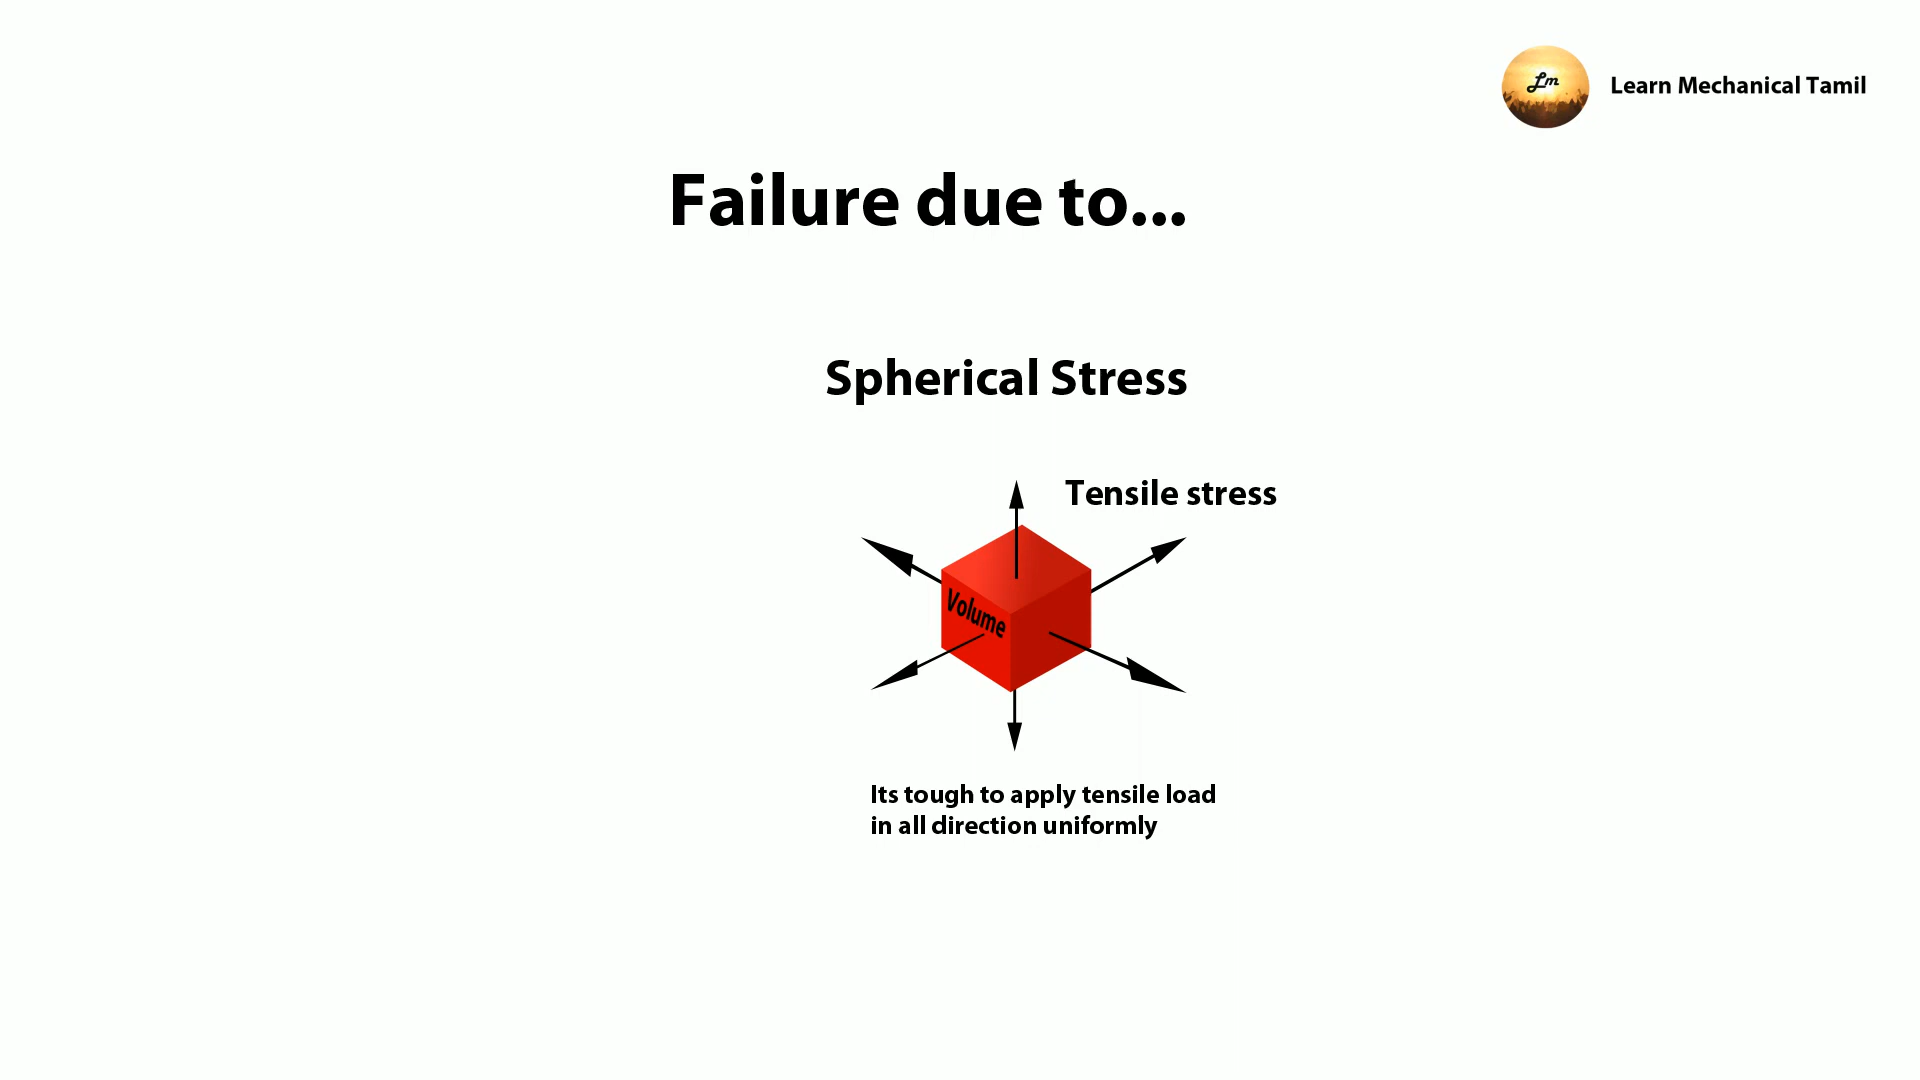 Lm
Learn Mechanical Tamil
Failure due to...
Spherical Stress
Tensile stress
Volume
Its tough to apply tensile load
in all direction uniformly